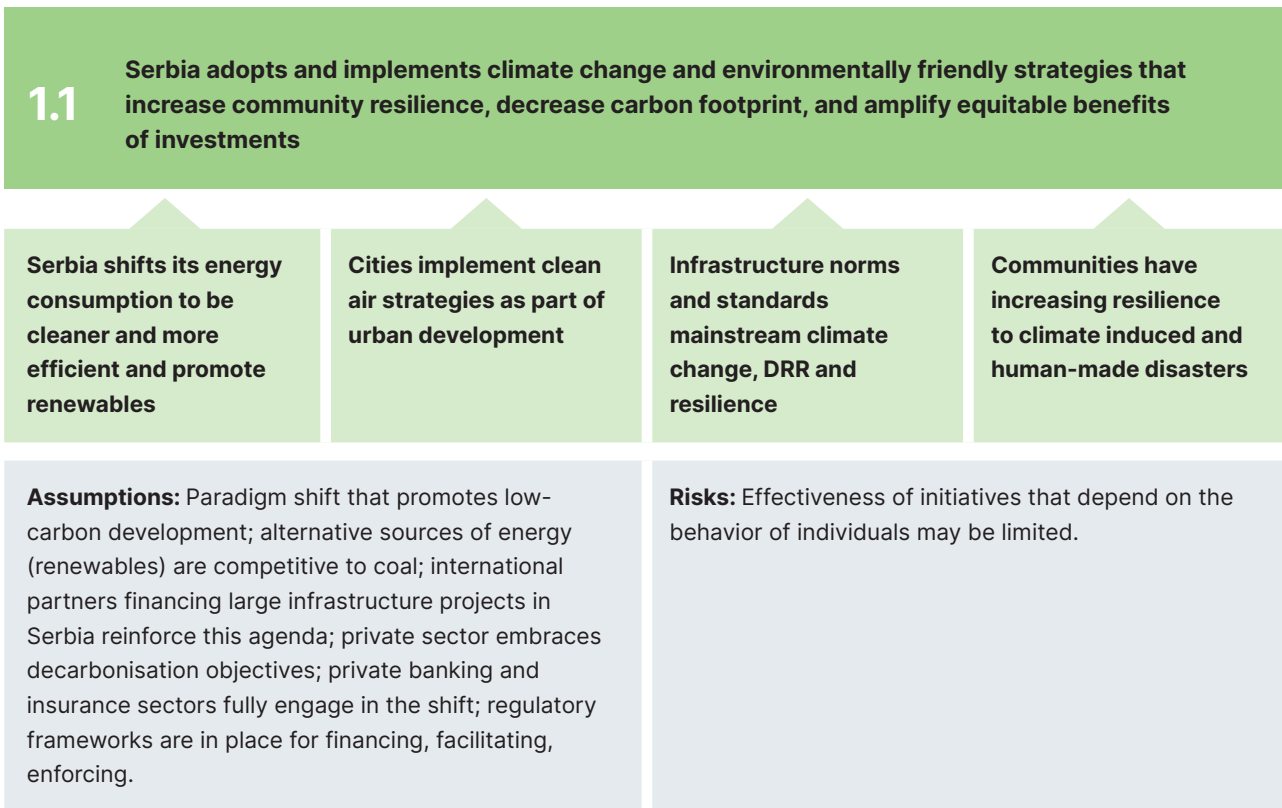 1.1
Serbia adopts and implements climate change and environmentally friendly strategies that
increase community resilience, decrease carbon footprint, and amplify equitable benefits
of investments
Serbia shifts its energy
consumption to be
cleaner and more
efficient and promote
renewables
Cities implement clean
air strategies as part of
urban development
Infrastructure norms
and standards
mainstream climate
change, DRR and
resilience
Communities have
increasing resilience
to climate induced and
human-made disasters
Assumptions: Paradigm shift that promotes low-
carbon development; alternative sources of energy
(renewables) are competitive to coal; international
partners financing large infrastructure projects in
Serbia reinforce this agenda; private sector embraces
decarbonisation objectives; private banking and
insurance sectors fully engage in the shift; regulatory
frameworks are in place for financing, facilitating,
enforcing.
Risks: Effectiveness of initiatives that depend on the
behavior of individuals may be limited.